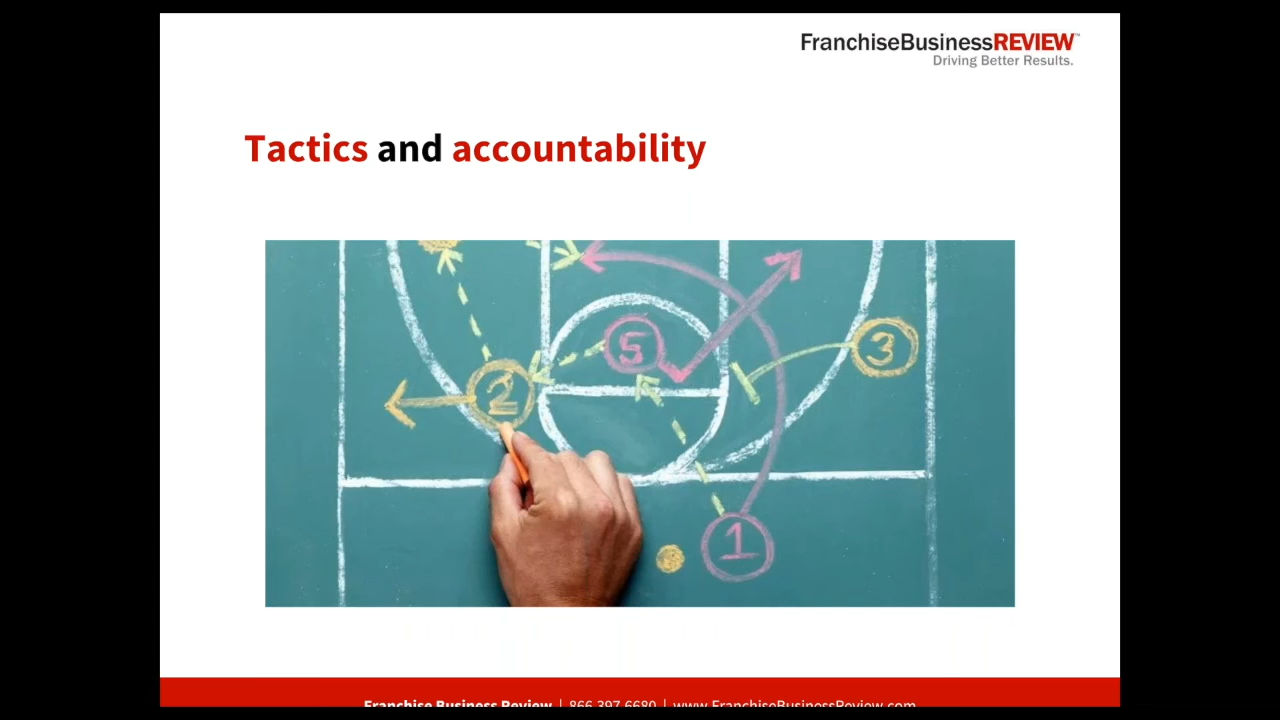 FranchiseBusinessREVIEW™
Driving Better Results.
Tactics and accountability
5
3
2
1
Franchise Business Review | 866.397.6680 | www.FranchiseBusinessReview.com